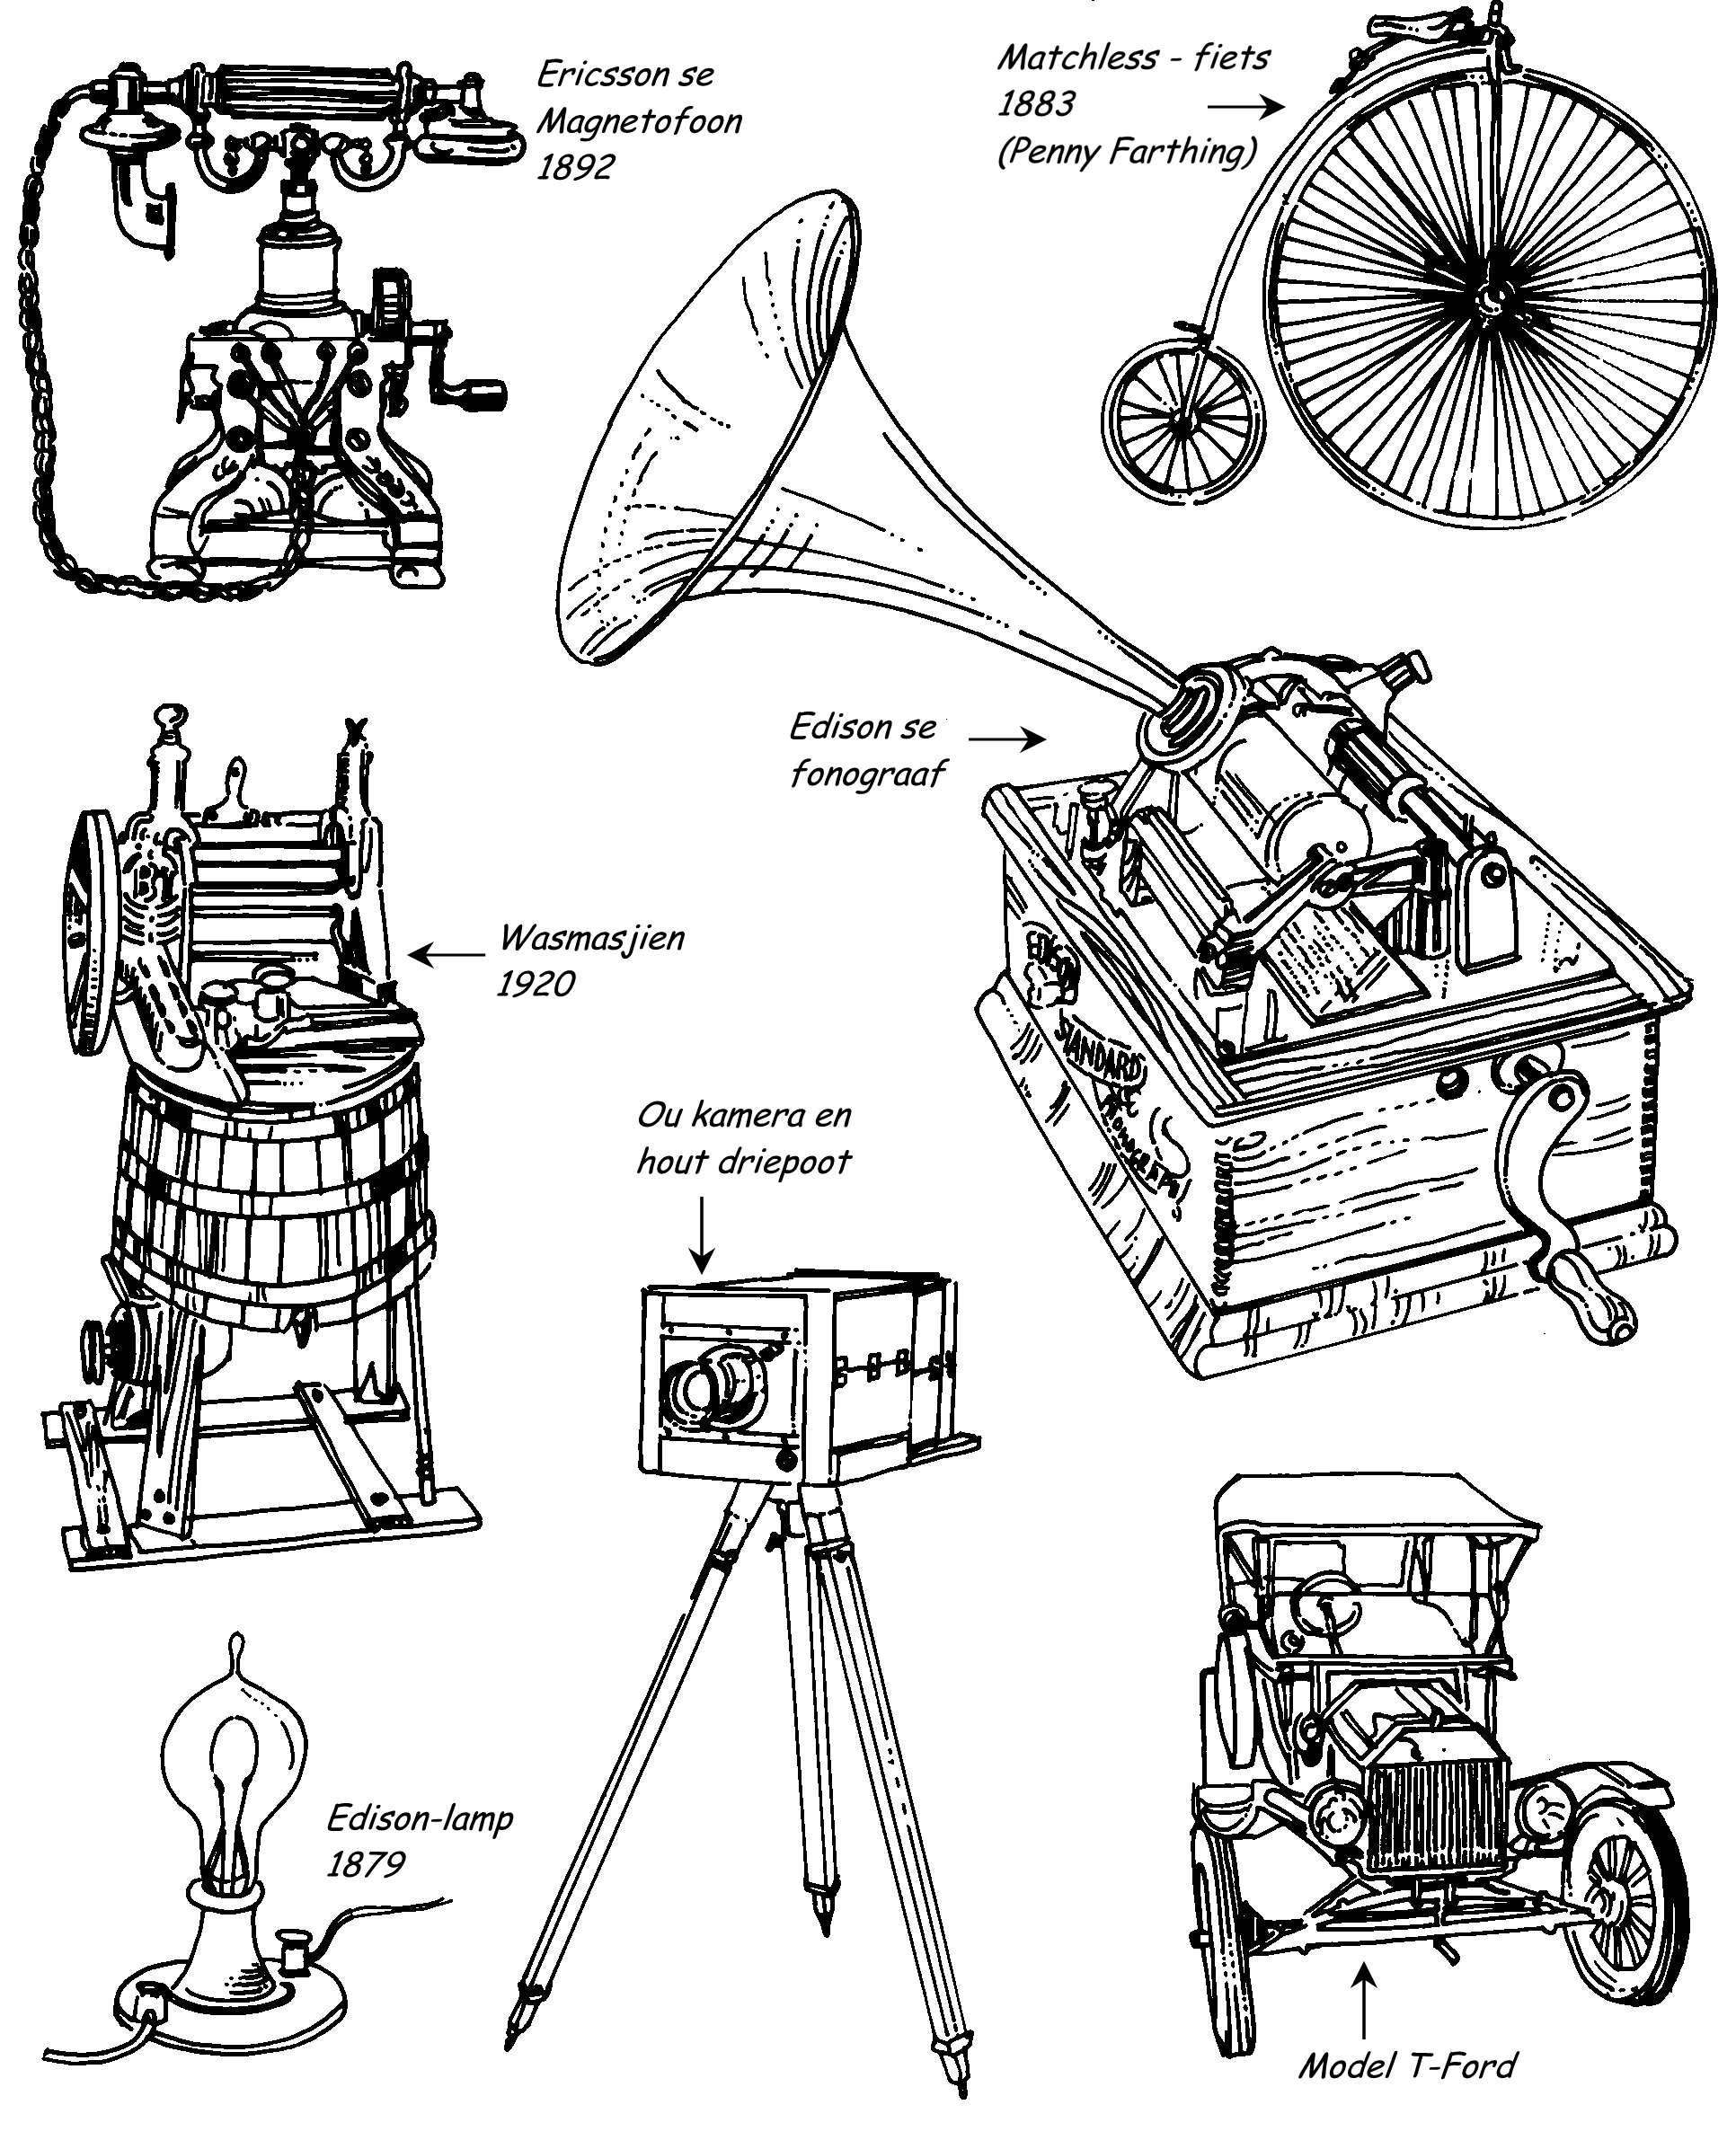 Ericsson se
Magnetofoon
1892
Matchless - fiets
1883
(Penny Farthing)
Edison se
fonograaf
EDISON
STANDARD
Wasmasjien
1920
Ou kamera en
hout driepoot
Edison-lamp
1879
Model T-Ford